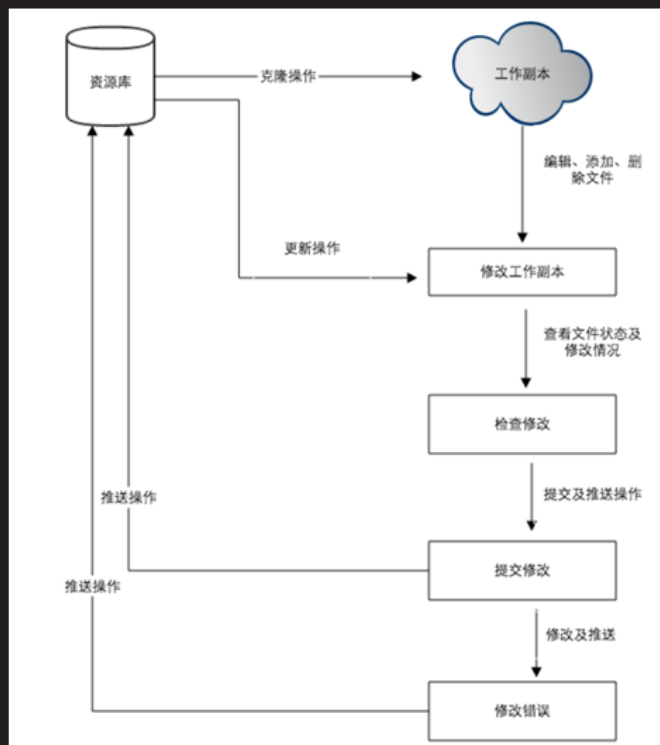 资源库
克隆操作
工作副本
编辑、添加、删
除文件
更新操作
修改工作副本
查看文件状态及
修改情况
检查修改
推送操作
提交及推送操作
提交修改
推送操作
修改及推送
修改错误